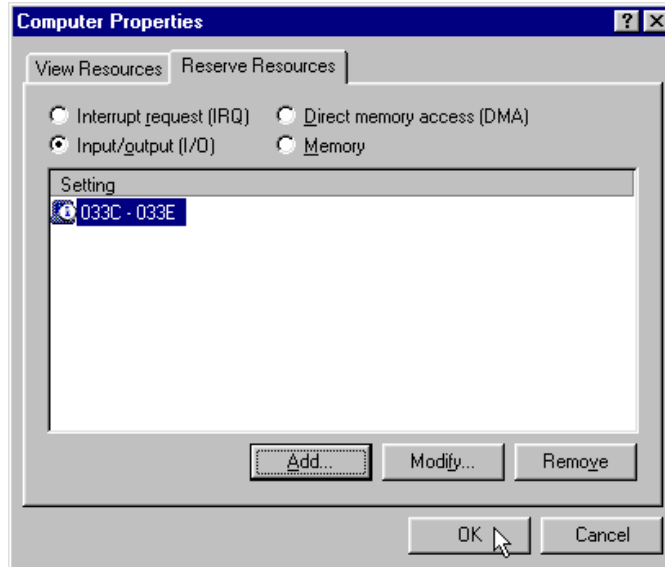 Computer Properties
View Resources Reserve Resources
Interrupt request (IRQ) Direct memory access (DMA)
Input/output (I/O) Memory
Setting
033C - 033E
Add... Modify... Remove
OK Cancel